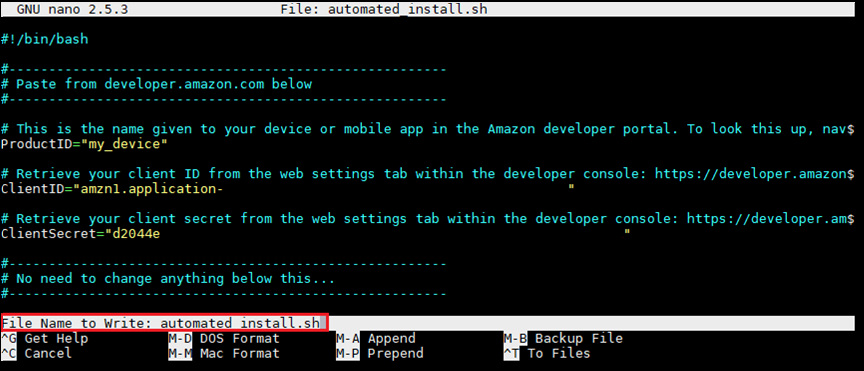 GNU nano 2.5.3 File: automated_install.sh
#!/bin/bash
#-------------------------------------------------------
# Paste from developer.amazon.com below
#-------------------------------------------------------
# This is the name given to your device or mobile app in the Amazon developer portal. To look this up, nav$
ProductID="my_device"
# Retrieve your client ID from the web settings tab within the developer console: https://developer.amazon$
ClientID="amzn1.application- "
# Retrieve your client secret from the web settings tab within the developer console: https://developer.am$
ClientSecret="d2044e "
#-------------------------------------------------------
# No need to change anything below this...
#-------------------------------------------------------
File Name to Write: automated_install.sh
^G Get Help M-D DOS Format M-A Append M-B Backup File
^C Cancel M-M Mac Format M-P Prepend ^T To Files